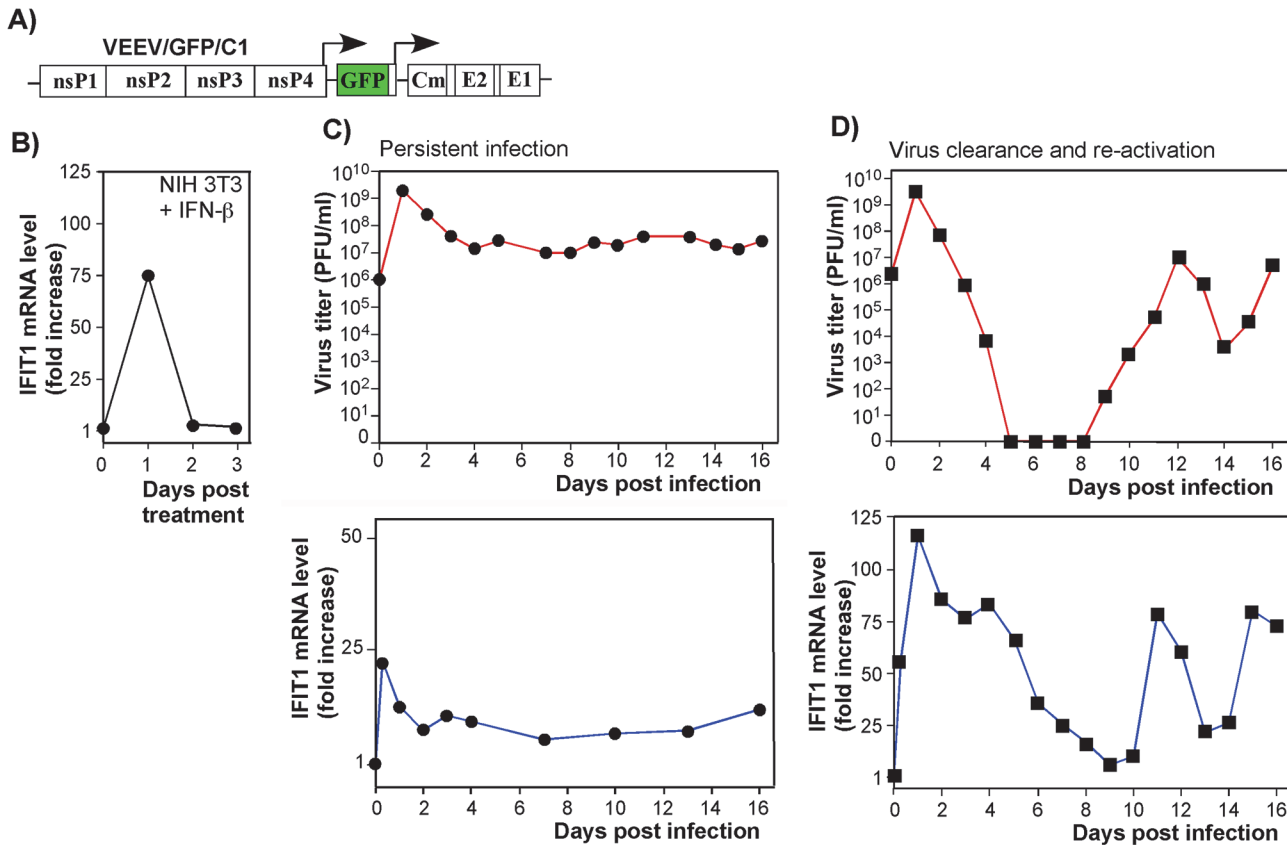 A)
VEEV/GFP/C1
nsP1 nsP2 nsP3 nsP4 GFP Cm E2 E1
B)
125
100
75
50
25
1
IFIT1 mRNA level
(fold increase)
NIH 3T3
+ IFN-β
0 1 2 3
Days post
treatment
C)
Persistent infection
10^10
10^9
10^8
10^7
10^6
10^5
10^4
10^3
10^2
10^1
0
Virus titer (PFU/ml)
0 2 4 6 8 10 12 14 16
Days post infection
50
25
1
IFIT1 mRNA level
(fold increase)
0 2 4 6 8 10 12 14 16
Days post infection
D)
Virus clearance and re-activation
10^10
10^9
10^8
10^7
10^6
10^5
10^4
10^3
10^2
10^1
0
Virus titer (PFU/ml)
0 2 4 6 8 10 12 14 16
Days post infection
125
100
75
50
25
1
IFIT1 mRNA level
(fold increase)
0 2 4 6 8 10 12 14 16
Days post infection